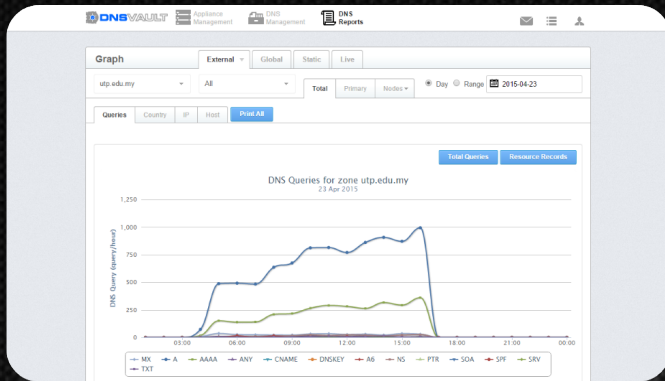 DNSVAULT
Appliance Management
DNS Management
DNS Reports
Graph
External
Global
Static
Live
utp.edu.my
All
Total
Primary
Nodes
Day
Range
2015-04-23
Queries
Country
IP
Host
Print All
Total Queries
Resource Records
DNS Queries for zone utp.edu.my
23 Apr 2015
DNS Query (query/hour)
1,250
1,000
750
500
250
0
03:00
06:00
09:00
12:00
15:00
18:00
21:00
00:00
MX
A
AAAA
ANY
CNAME
DNSKEY
A6
NS
PTR
SOA
SPF
SRV
TXT